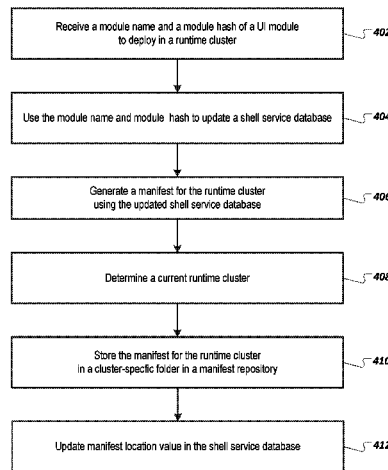 Receive a module name and a module hash of a UI module
to deploy in a runtime cluster
402
Use the module name and module hash to update a shell service database
404
Generate a manifest for the runtime cluster
using the updated shell service database
406
Determine a current runtime cluster
408
Store the manifest for the runtime cluster
in a cluster-specific folder in a manifest repository
410
Update manifest location value in the shell service database
412